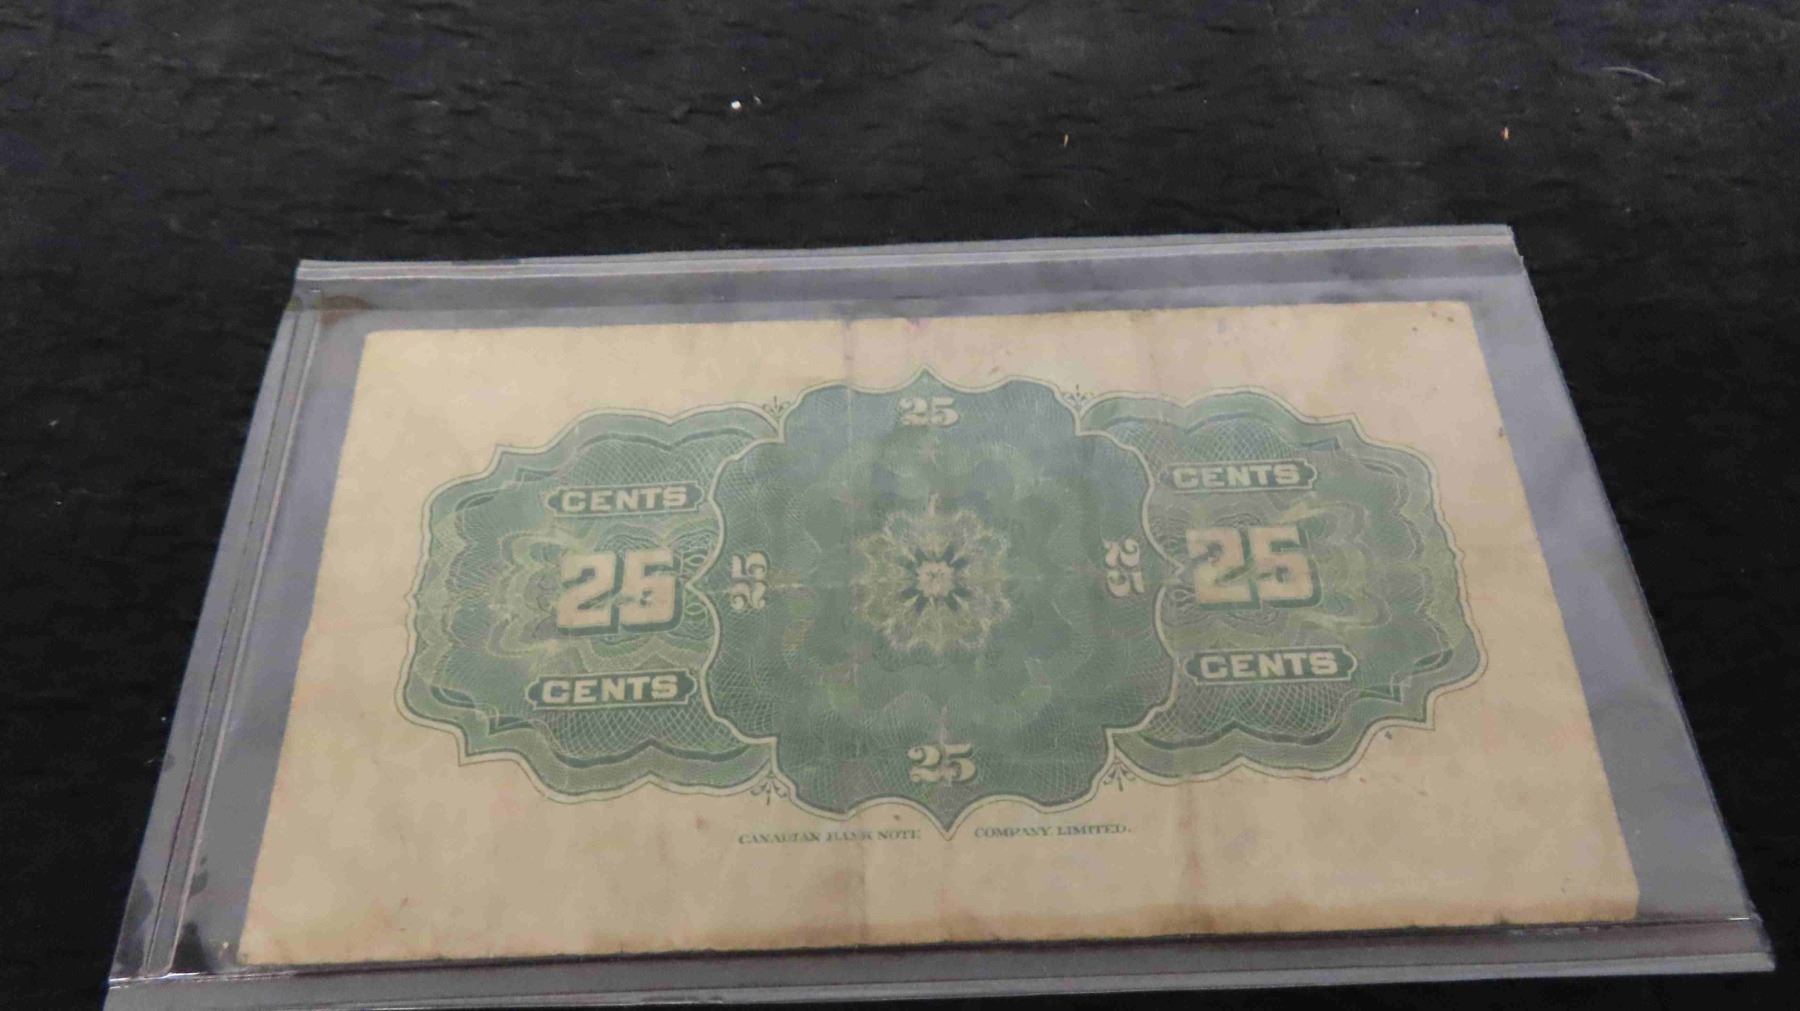 25
CENTS CENTS
25 25 25 25
CENTS CENTS
25
CANADIAN BANK NOTE COMPANY, LIMITED.